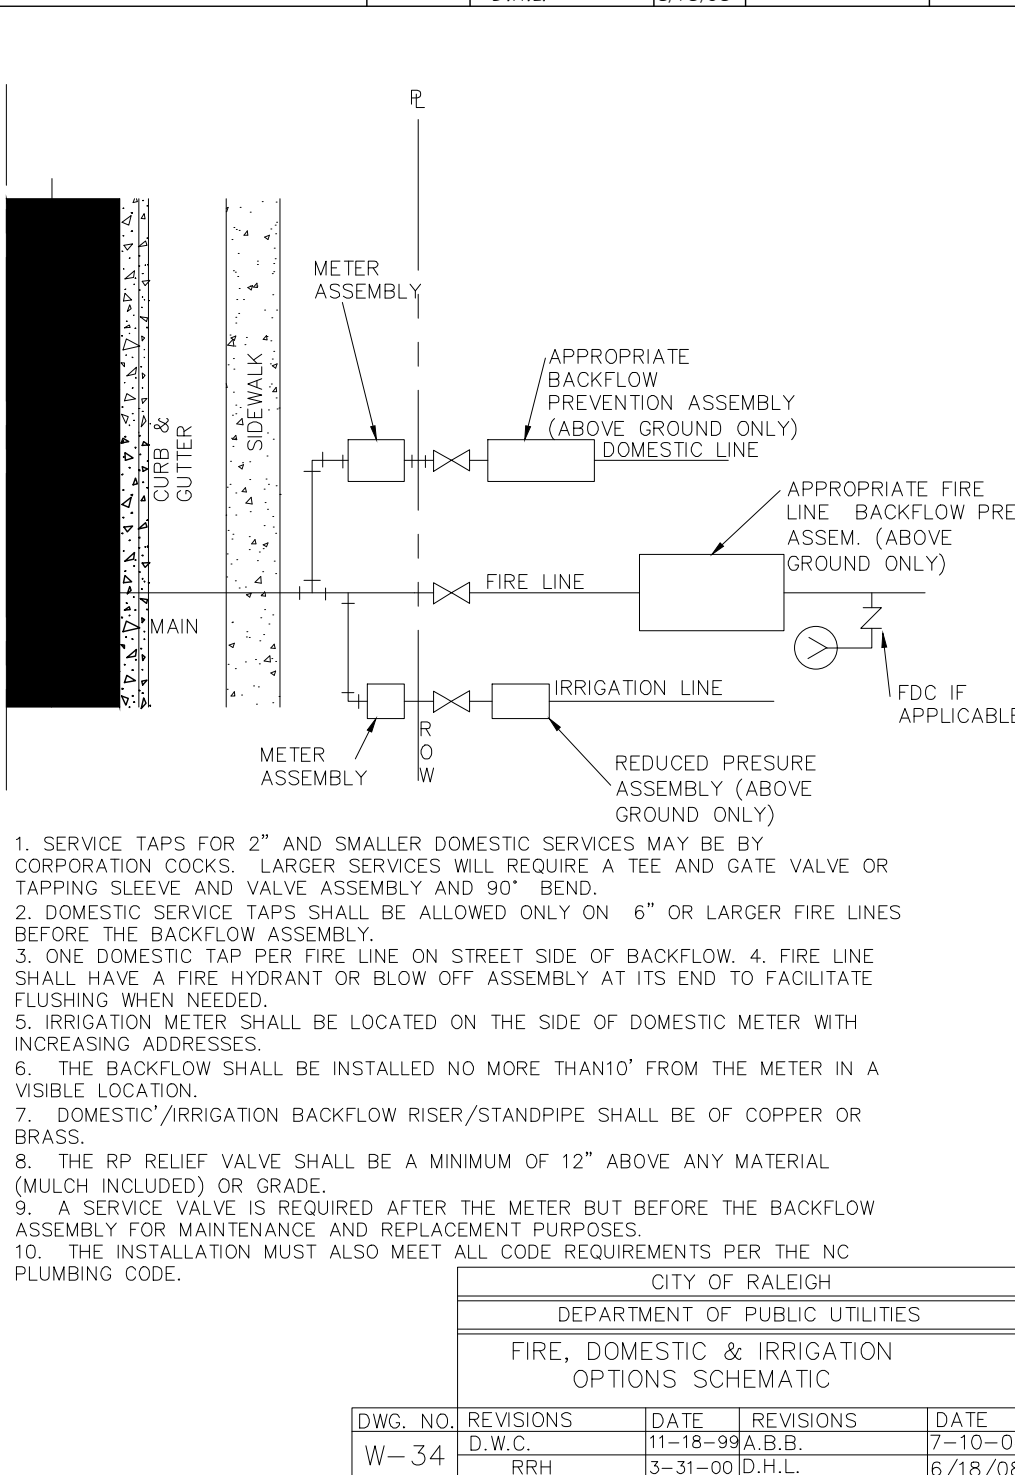 PL
METER
ASSEMBLY
APPROPRIATE
BACKFLOW
PREVENTION ASSEMBLY
(ABOVE GROUND ONLY)
DOMESTIC LINE
SIDEWALK
CURB &
GUTTER
APPROPRIATE FIRE
LINE BACKFLOW PRE
ASSEM. (ABOVE
GROUND ONLY)
FIRE LINE
MAIN
IRRIGATION LINE
FDC IF
APPLICABLE
ROW
METER
ASSEMBLY
REDUCED PRESURE
ASSEMBLY (ABOVE
GROUND ONLY)
1. SERVICE TAPS FOR 2" AND SMALLER DOMESTIC SERVICES MAY BE BY
CORPORATION COCKS. LARGER SERVICES WILL REQUIRE A TEE AND GATE VALVE OR
TAPPING SLEEVE AND VALVE ASSEMBLY AND 90° BEND.
2. DOMESTIC SERVICE TAPS SHALL BE ALLOWED ONLY ON 6" OR LARGER FIRE LINES
BEFORE THE BACKFLOW ASSEMBLY.
3. ONE DOMESTIC TAP PER FIRE LINE ON STREET SIDE OF BACKFLOW. 4. FIRE LINE
SHALL HAVE A FIRE HYDRANT OR BLOW OFF ASSEMBLY AT ITS END TO FACILITATE
FLUSHING WHEN NEEDED.
5. IRRIGATION METER SHALL BE LOCATED ON THE SIDE OF DOMESTIC METER WITH
INCREASING ADDRESSES.
6. THE BACKFLOW SHALL BE INSTALLED NO MORE THAN10' FROM THE METER IN A
VISIBLE LOCATION.
7. DOMESTIC'/IRRIGATION BACKFLOW RISER/STANDPIPE SHALL BE OF COPPER OR
BRASS.
8. THE RP RELIEF VALVE SHALL BE A MINIMUM OF 12" ABOVE ANY MATERIAL
(MULCH INCLUDED) OR GRADE.
9. A SERVICE VALVE IS REQUIRED AFTER THE METER BUT BEFORE THE BACKFLOW
ASSEMBLY FOR MAINTENANCE AND REPLACEMENT PURPOSES.
10. THE INSTALLATION MUST ALSO MEET ALL CODE REQUIREMENTS PER THE NC
PLUMBING CODE.
CITY OF RALEIGH
DEPARTMENT OF PUBLIC UTILITIES
FIRE, DOMESTIC & IRRIGATION
OPTIONS SCHEMATIC
DWG. NO. REVISIONS DATE REVISIONS DATE
W-34 D.W.C. 11-18-99 A.B.B. 7-10-0
RRH 3-31-00 D.H.L. 6/18/08